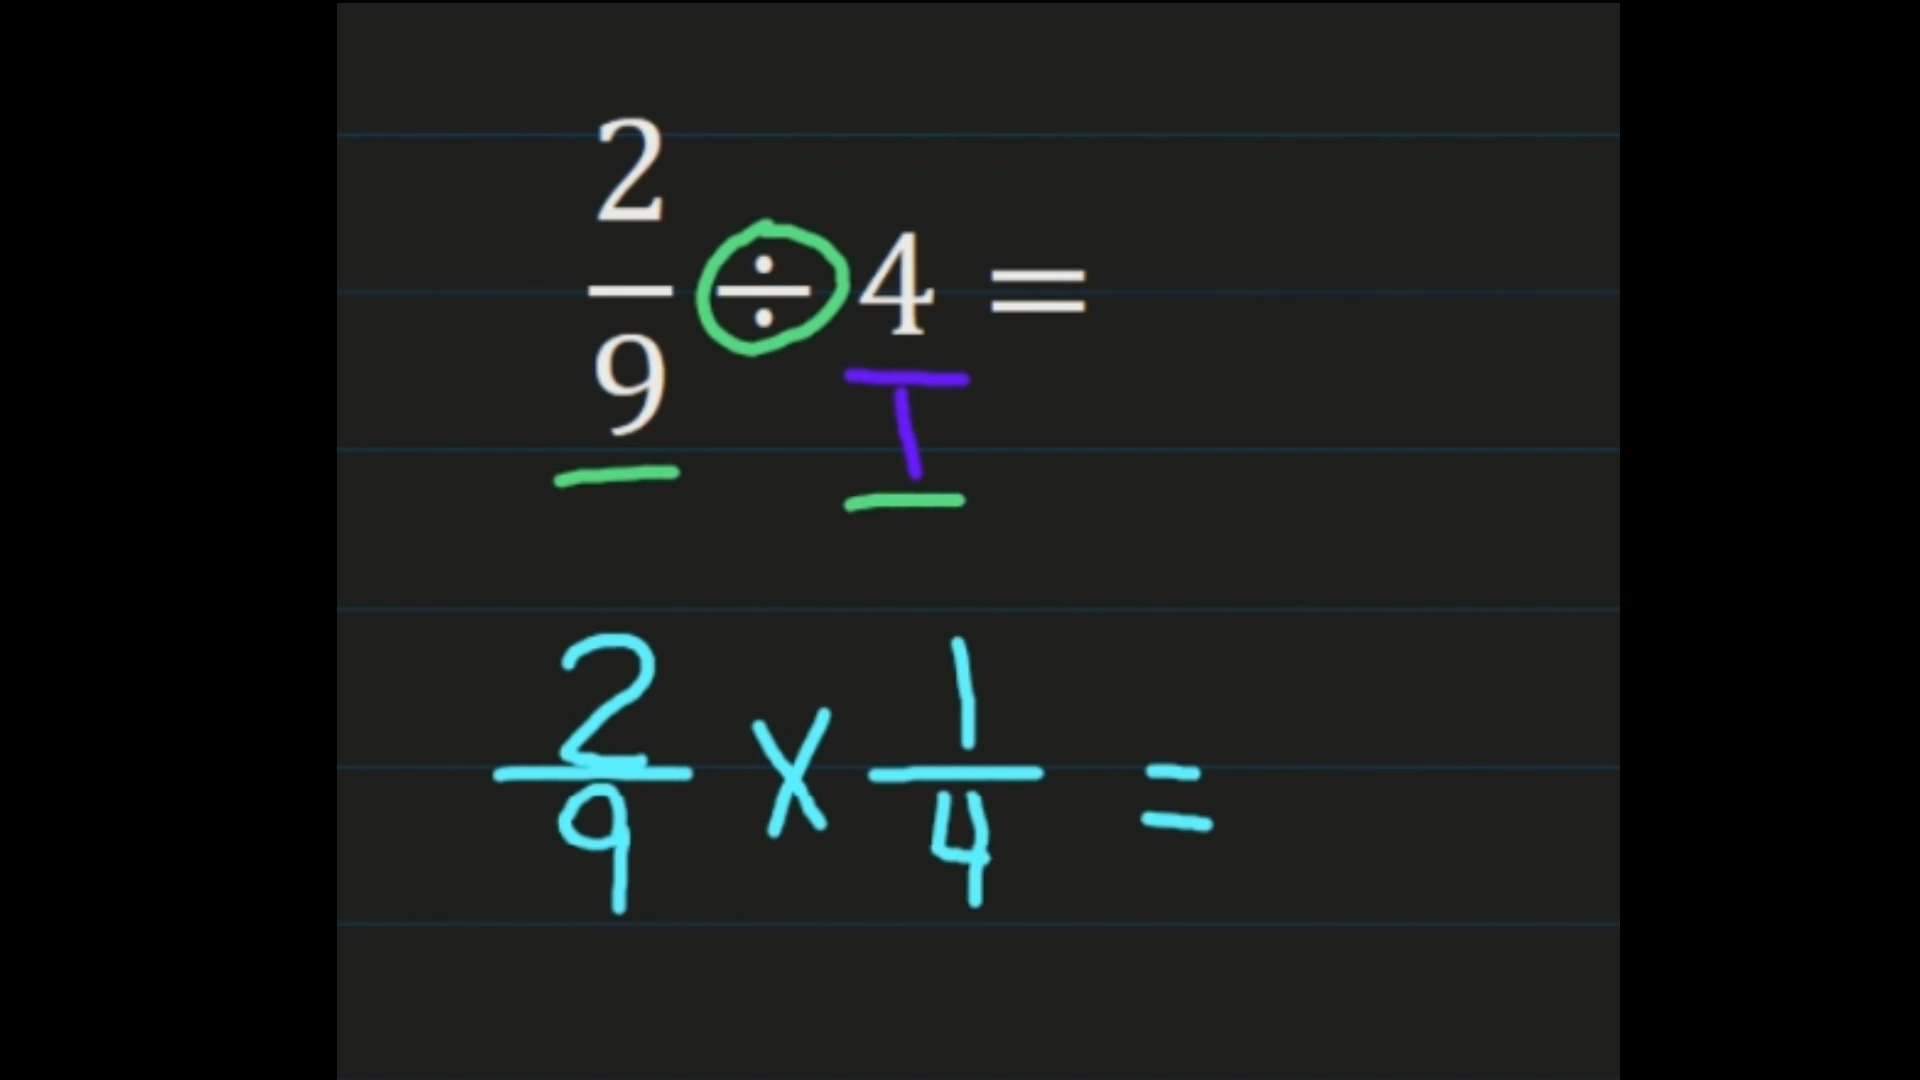 2/9 ÷ 4/1 =
2/9 X 1/4 =